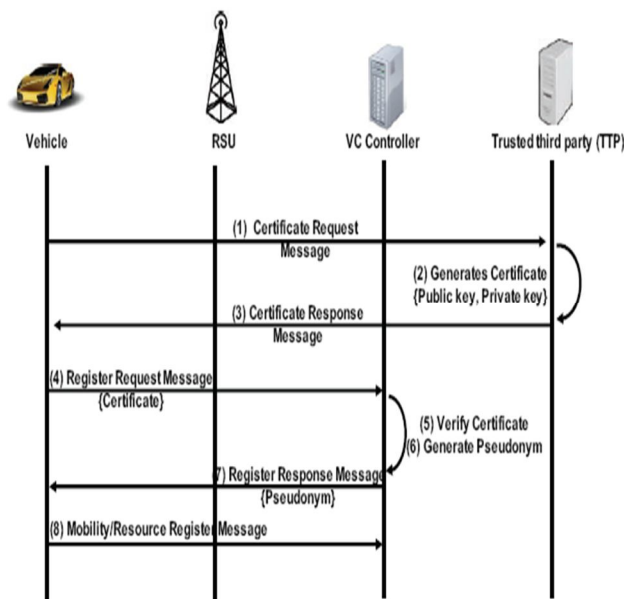 Vehicle
RSU
VC Controller
Trusted third party (TTP)
(1) Certificate Request
Message
(2) Generates Certificate
{Public key, Private key}
(3) Certificate Response
Message
(4) Register Request Message
{Certificate}
(5) Verify Certificate
(6) Generate Pseudonym
(7) Register Response Message
{Pseudonym}
(8) Mobility/Resource Register Message